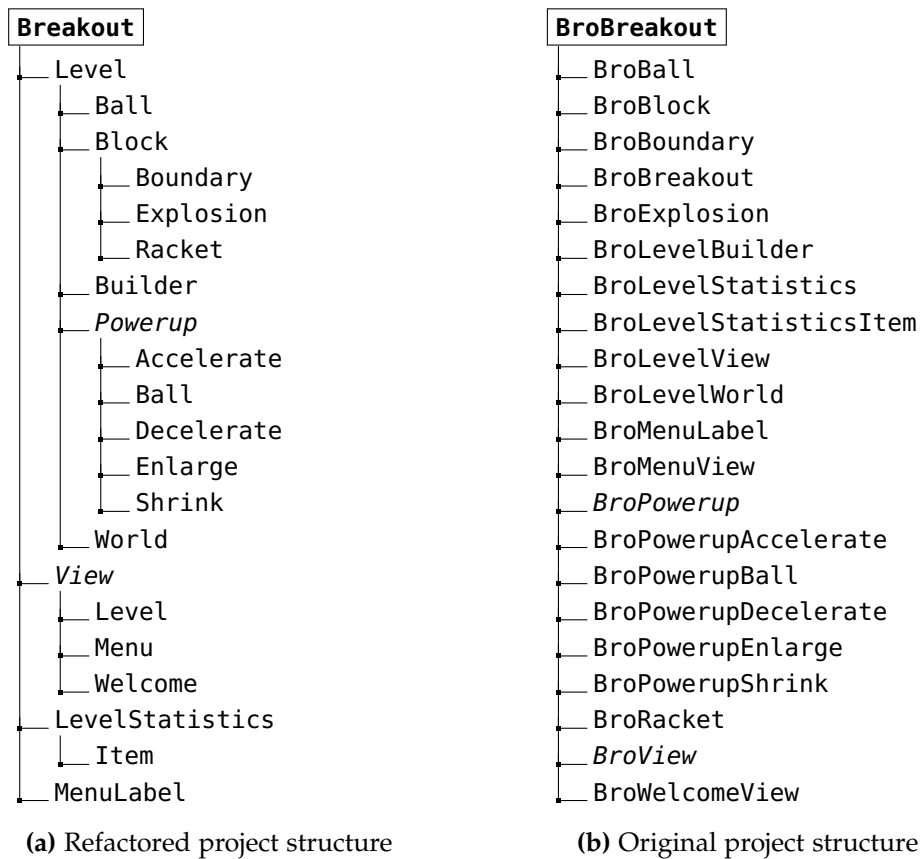 Breakout
Level
Ball
Block
Boundary
Explosion
Racket
Builder
Powerup
Accelerate
Ball
Decelerate
Enlarge
Shrink
World
View
Level
Menu
Welcome
LevelStatistics
Item
MenuLabel
(a) Refactored project structure
BroBreakout
BroBall
BroBlock
BroBoundary
BroBreakout
BroExplosion
BroLevelBuilder
BroLevelStatistics
BroLevelStatisticsItem
BroLevelView
BroLevelWorld
BroMenuLabel
BroMenuView
BroPowerup
BroPowerupAccelerate
BroPowerupBall
BroPowerupDecelerate
BroPowerupEnlarge
BroPowerupShrink
BroRacket
BroView
BroWelcomeView
(b) Original project structure